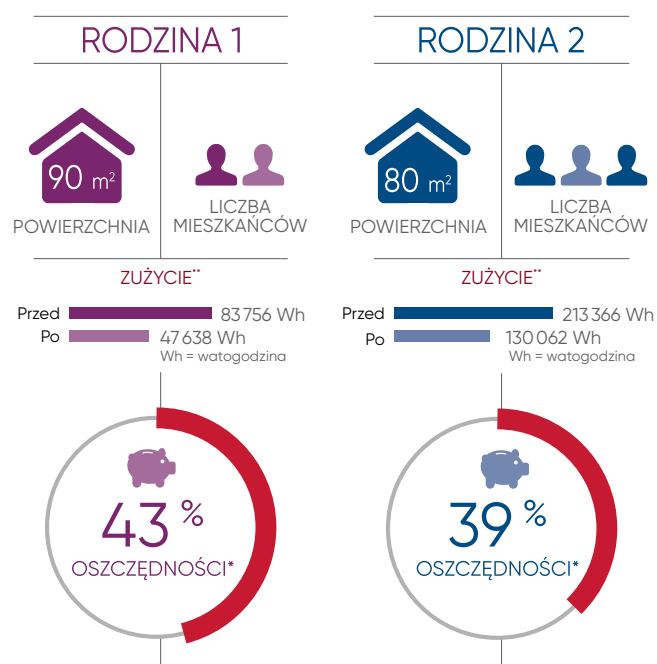 RODZINA 1
90 m²
POWIERZCHNIA
LICZBA
MIESZKAŃCÓW
ZUŻYCIE**
Przed 83 756 Wh
Po 47 638 Wh
Wh = watogodzina
43 %
OSZCZĘDNOŚCI*
RODZINA 2
80 m²
POWIERZCHNIA
LICZBA
MIESZKAŃCÓW
ZUŻYCIE**
Przed 213 366 Wh
Po 130 062 Wh
Wh = watogodzina
39 %
OSZCZĘDNOŚCI*